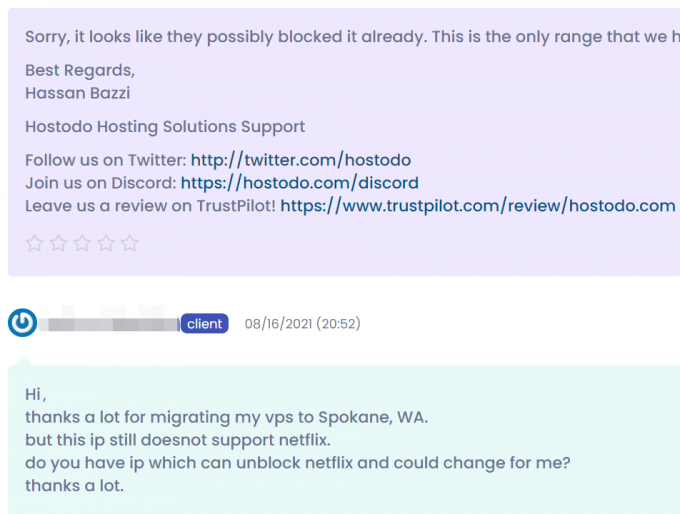 Sorry, it looks like they possibly blocked it already. This is the only range that we h
Best Regards,
Hassan Bazzi
Hostodo Hosting Solutions Support
Follow us on Twitter: http://twitter.com/hostodo
Join us on Discord: https://hostodo.com/discord
Leave us a review on TrustPilot! https://www.trustpilot.com/review/hostodo.com
client 08/16/2021 (20:52)
Hi,
thanks a lot for migrating my vps to Spokane, WA.
but this ip still doesnot support netflix.
do you have ip which can unblock netflix and could change for me?
thanks a lot.